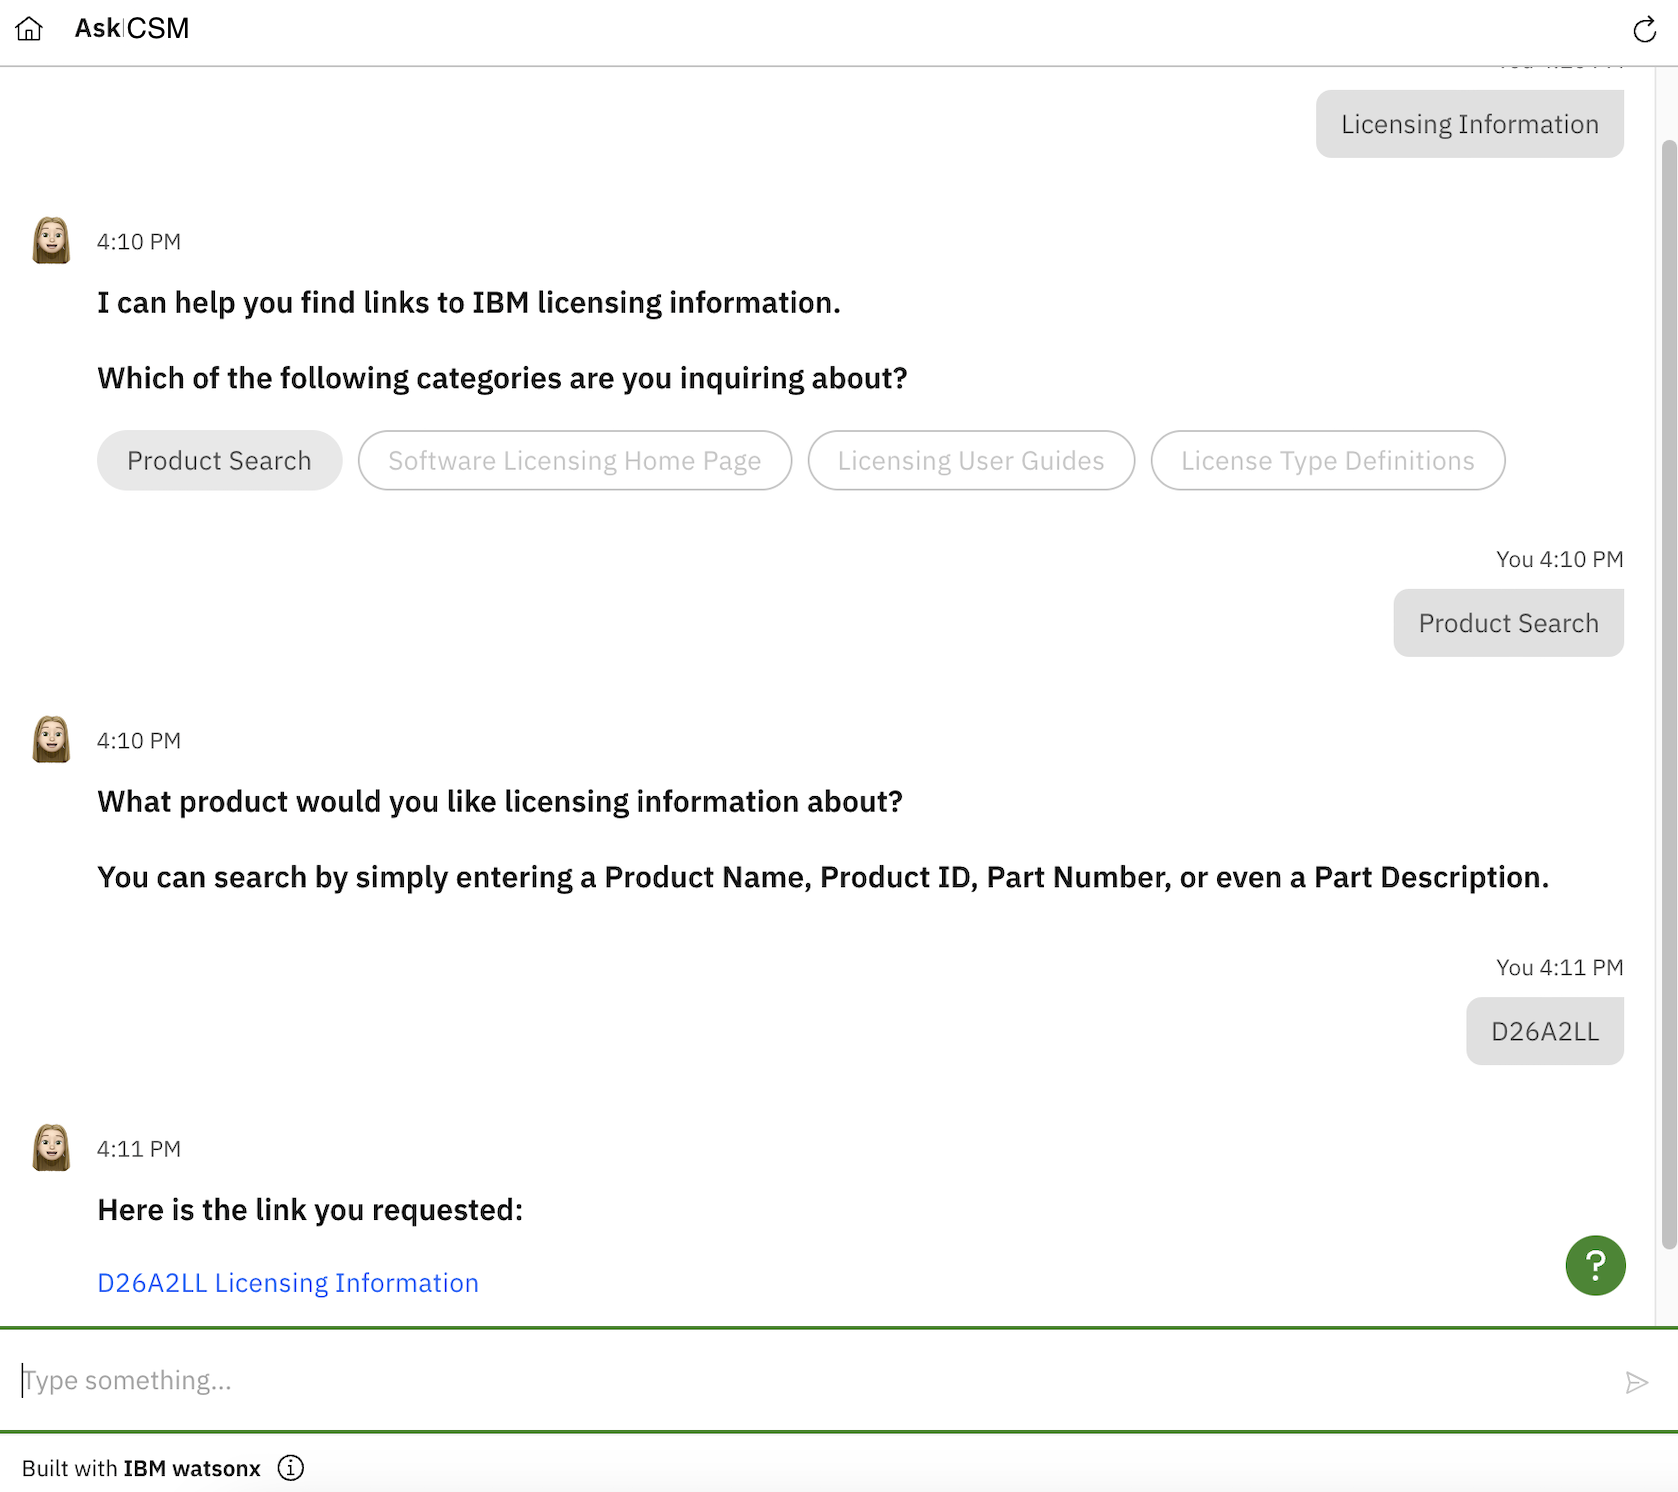 Ask CSM
Licensing Information
4:10 PM
I can help you find links to IBM licensing information.
Which of the following categories are you inquiring about?
Product Search Software Licensing Home Page Licensing User Guides License Type Definitions
You 4:10 PM
Product Search
4:10 PM
What product would you like licensing information about?
You can search by simply entering a Product Name, Product ID, Part Number, or even a Part Description.
You 4:11 PM
D26A2LL
4:11 PM
Here is the link you requested:
D26A2LL Licensing Information
?
Type something...
Built with IBM watsonx